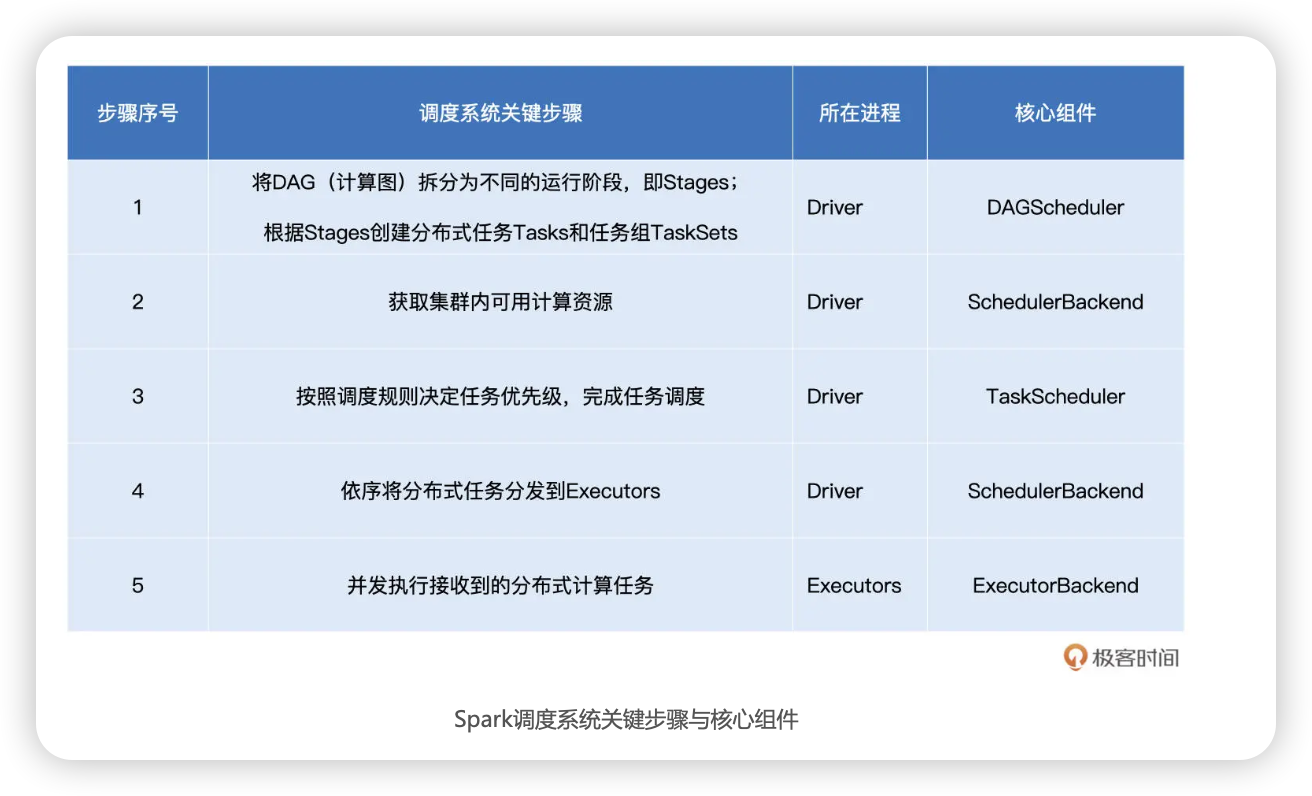 步骤序号 调度系统关键步骤 所在进程 核心组件
1 将DAG（计算图）拆分为不同的运行阶段，即Stages； Driver DAGScheduler
根据Stages创建分布式任务Tasks和任务组TaskSets
2 获取集群内可用计算资源 Driver SchedulerBackend
3 按照调度规则决定任务优先级，完成任务调度 Driver TaskScheduler
4 依序将分布式任务分发到Executors Driver SchedulerBackend
5 并发执行接收到的分布式计算任务 Executors ExecutorBackend
极客时间
Spark调度系统关键步骤与核心组件